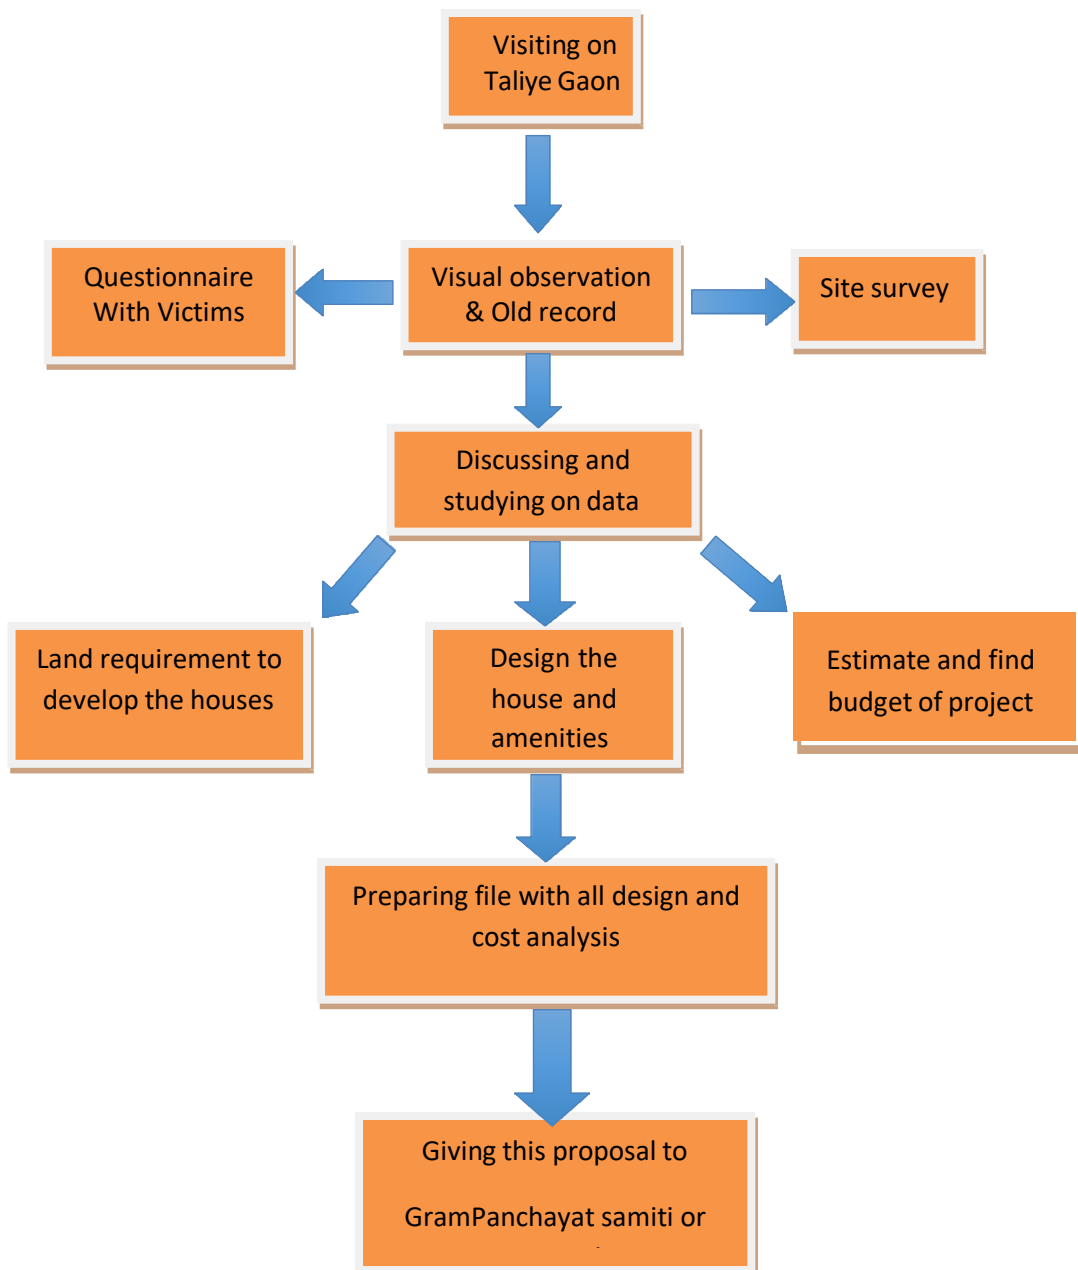 Visiting on
Taliye Gaon
Questionnaire
With Victims
Visual observation
& Old record
Site survey
Discussing and
studying on data
Land requirement to
develop the houses
Design the
house and
amenities
Estimate and find
budget of project
Preparing file with all design and
cost analysis
Giving this proposal to
GramPanchayat samiti or